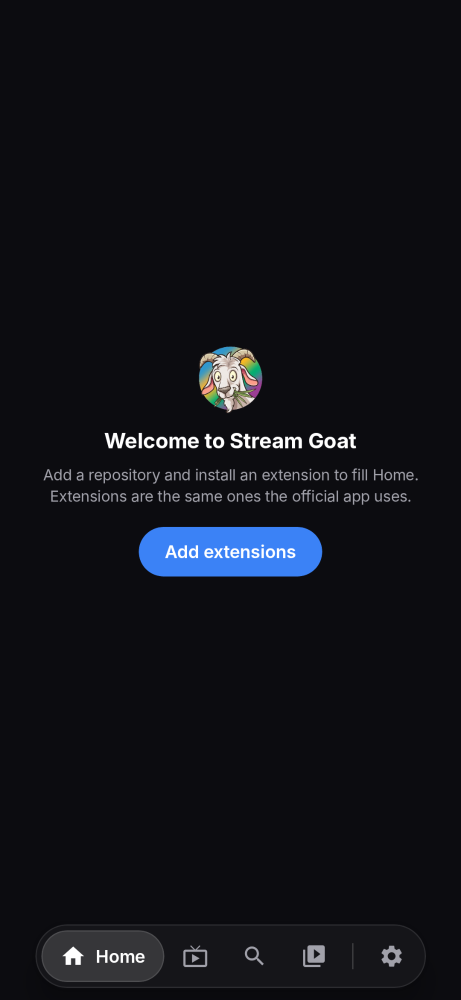 Welcome to Stream Goat
Add a repository and install an extension to fill Home.
Extensions are the same ones the official app uses.
Add extensions
Home